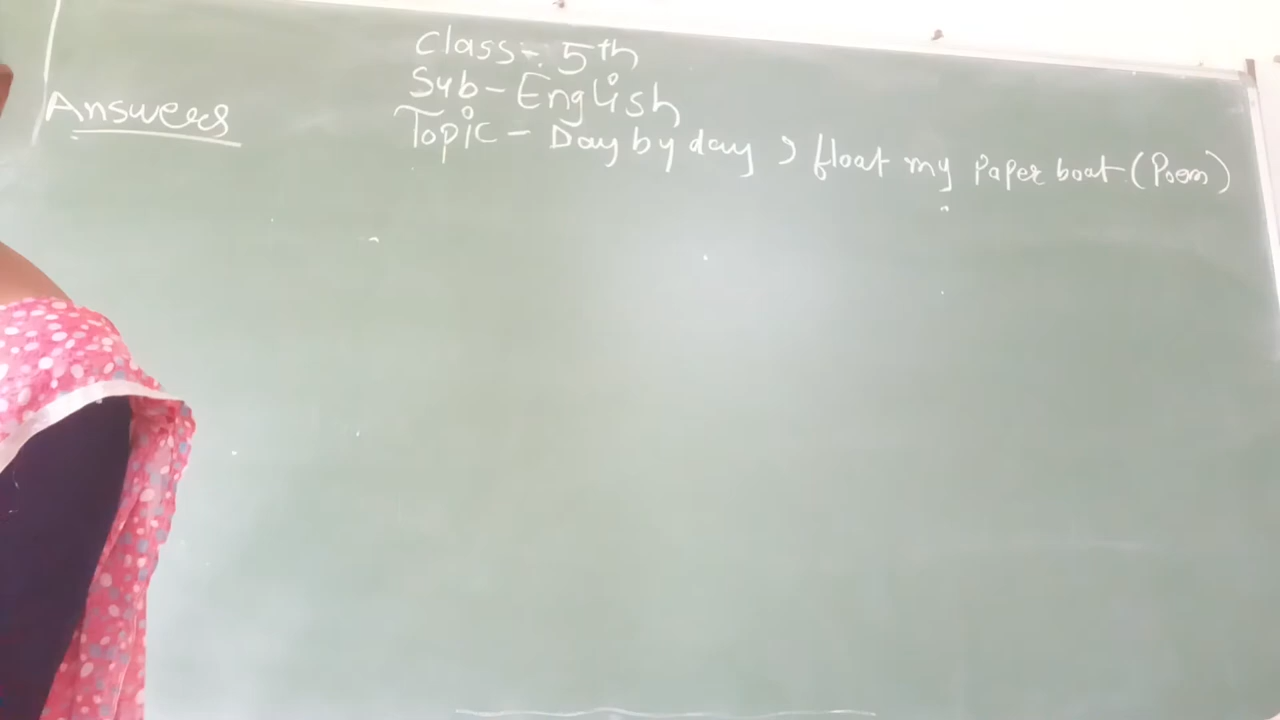 Class:- 5th
Sub - English
Answers
Topic - Day by day I float my Paper boat (Poem)